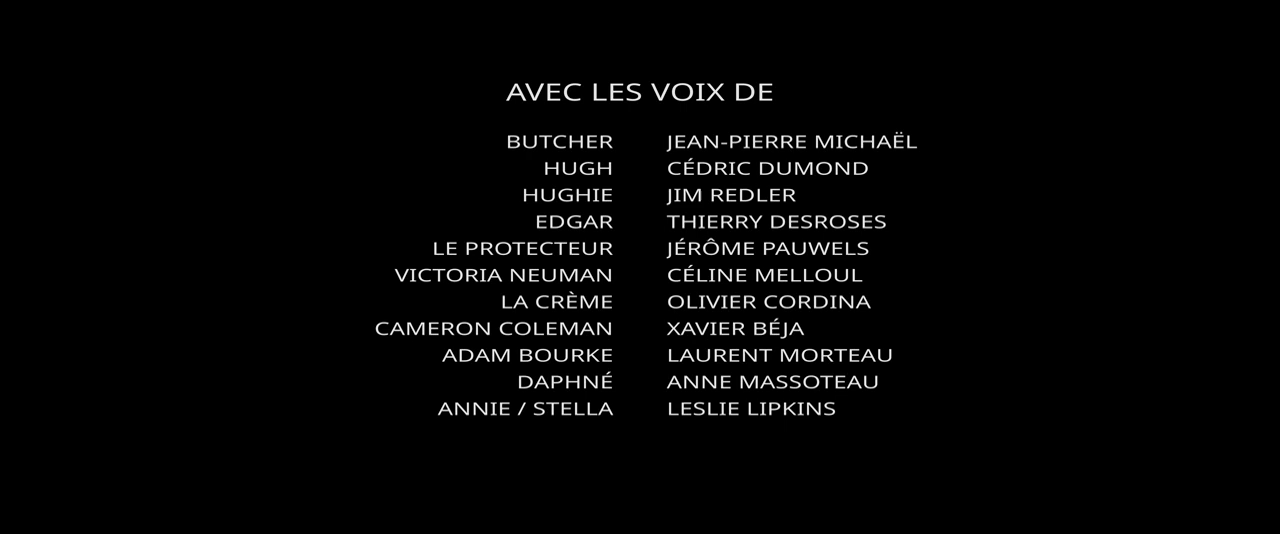 AVEC LES VOIX DE
BUTCHER JEAN-PIERRE MICHAËL
HUGH CÉDRIC DUMOND
HUGHIE JIM REDLER
EDGAR THIERRY DESROSES
LE PROTECTEUR JÉRÔME PAUWELS
VICTORIA NEUMAN CÉLINE MELLOUL
LA CRÈME OLIVIER CORDINA
CAMERON COLEMAN XAVIER BÉJA
ADAM BOURKE LAURENT MORTEAU
DAPHNÉ ANNE MASSOTEAU
ANNIE / STELLA LESLIE LIPKINS